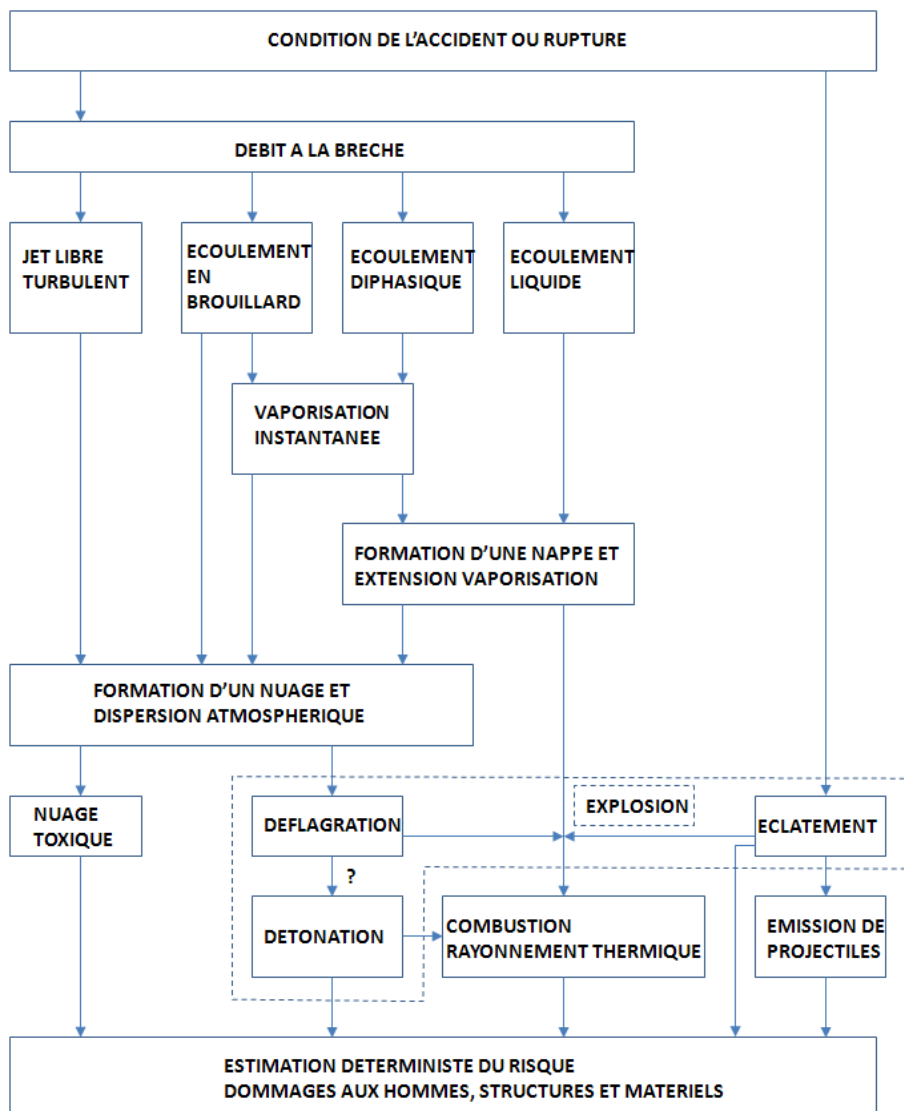 CONDITION DE L'ACCIDENT OU RUPTURE
DEBIT A LA BRECHE
JET LIBRE
TURBULENT
ECOULEMENT
EN
BROUILLARD
ECOULEMENT
DIPHASIQUE
ECOULEMENT
LIQUIDE
VAPORISATION
INSTANTANEE
FORMATION D'UNE NAPPE ET
EXTENSION VAPORISATION
FORMATION D'UN NUAGE ET
DISPERSION ATMOSPHERIQUE
NUAGE
TOXIQUE
DEFLAGRATION
EXPLOSION
ECLATEMENT
?
DETONATION
COMBUSTION
RAYONNEMENT THERMIQUE
EMISSION DE
PROJECTILES
ESTIMATION DETERMINISTE DU RISQUE
DOMMAGES AUX HOMMES, STRUCTURES ET MATERIELS